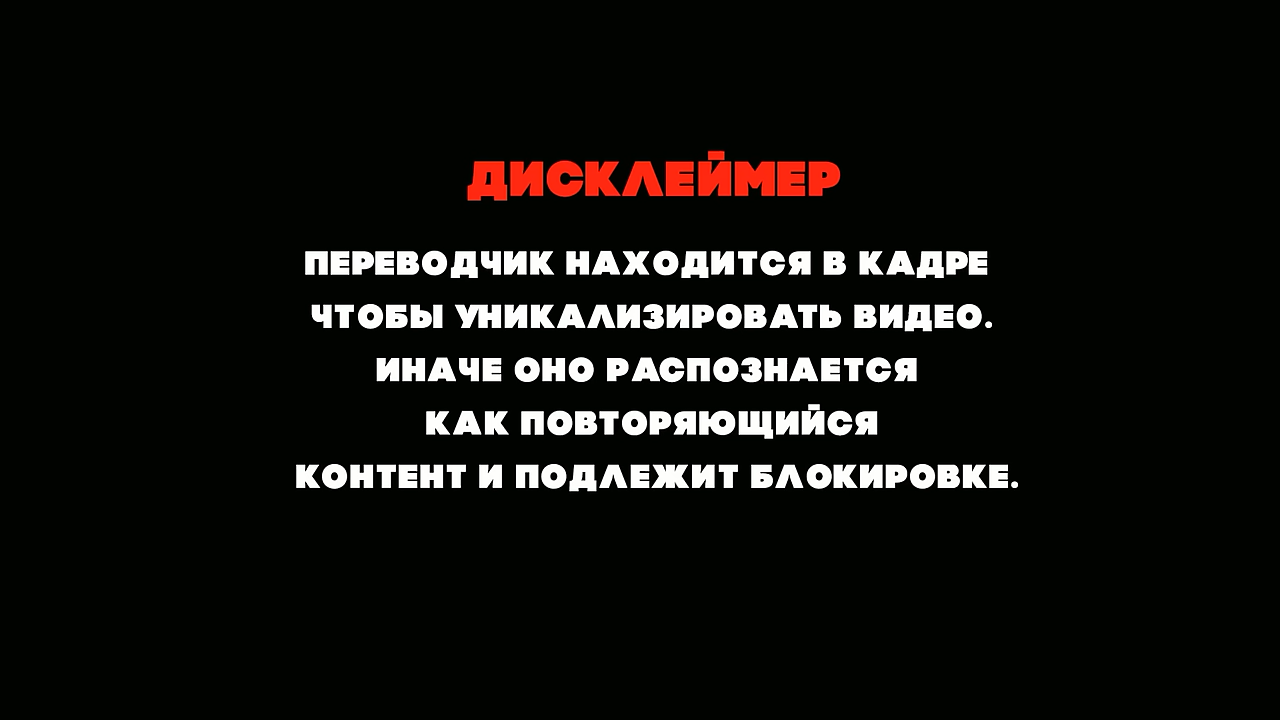 ДИСКЛЕЙМЕР
ПЕРЕВОДЧИК НАХОДИТСЯ В КАДРЕ
ЧТОБЫ УНИКАЛИЗИРОВАТЬ ВИДЕО.
ИНАЧЕ ОНО РАСПОЗНАЕТСЯ
КАК ПОВТОРЯЮЩИЙСЯ
КОНТЕНТ И ПОДЛЕЖИТ БЛОКИРОВКЕ.